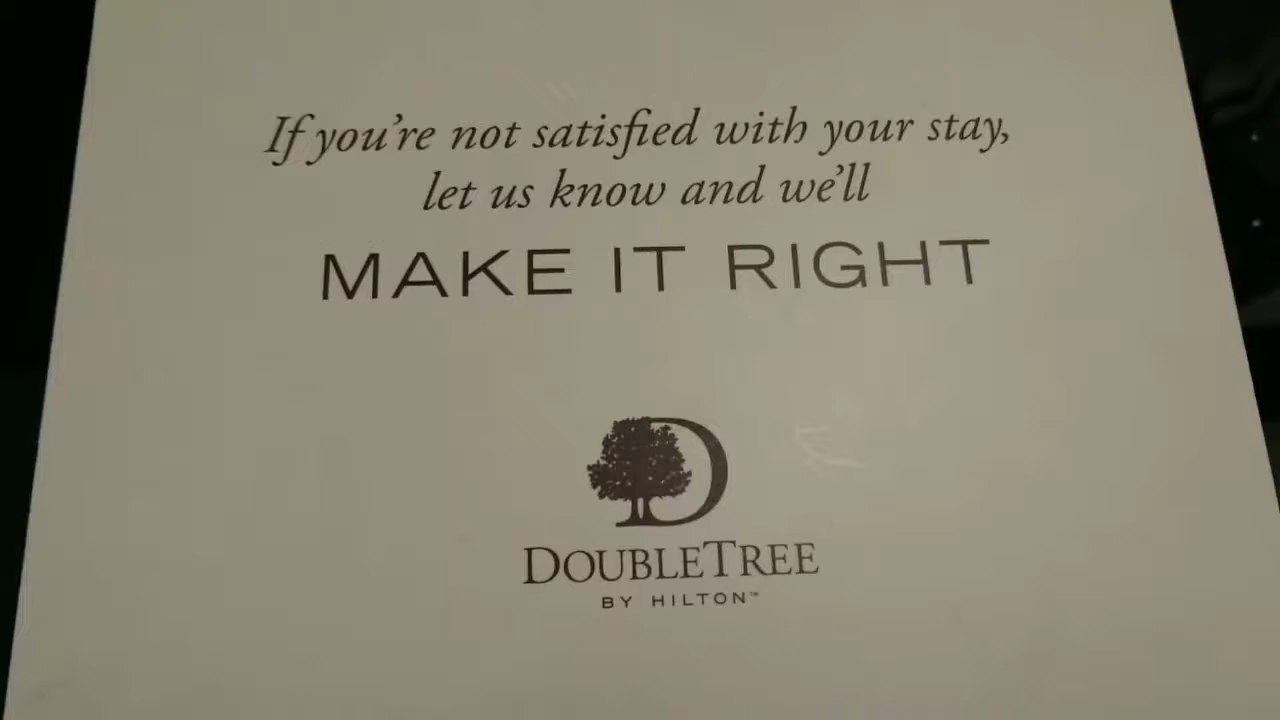 If you're not satisfied with your stay,
let us know and we'll
MAKE IT RIGHT
D
DOUBLETREE
BY HILTON™